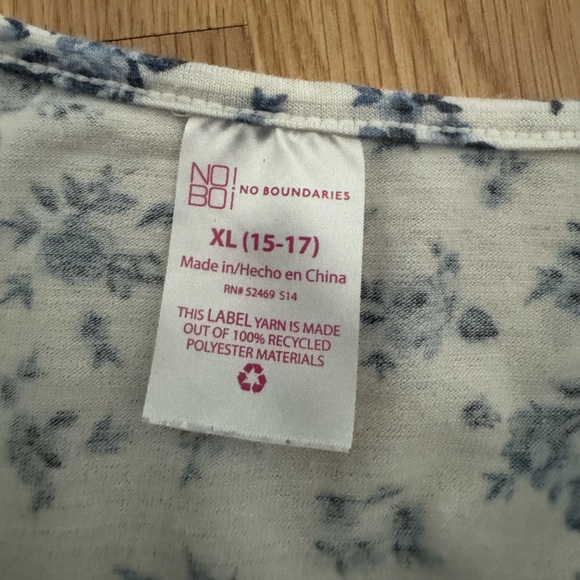 NO!
BO¡
NO BOUNDARIES
XL (15-17)
Made in/Hecho en China
RN# 52469 S14
THIS LABEL YARN IS MADE
OUT OF 100% RECYCLED
POLYESTER MATERIALS